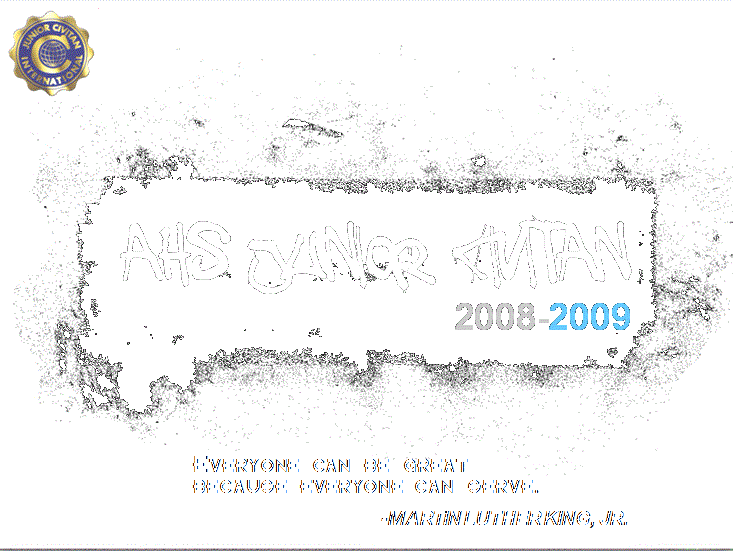 JUNIOR CIVITAN
INTERNATIONAL
AHS JUNIOR CIVITAN
2008-2009
EVERYONE CAN BE GREAT
BECAUSE EVERYONE CAN SERVE.
-MARTIN LUTHER KING, JR.